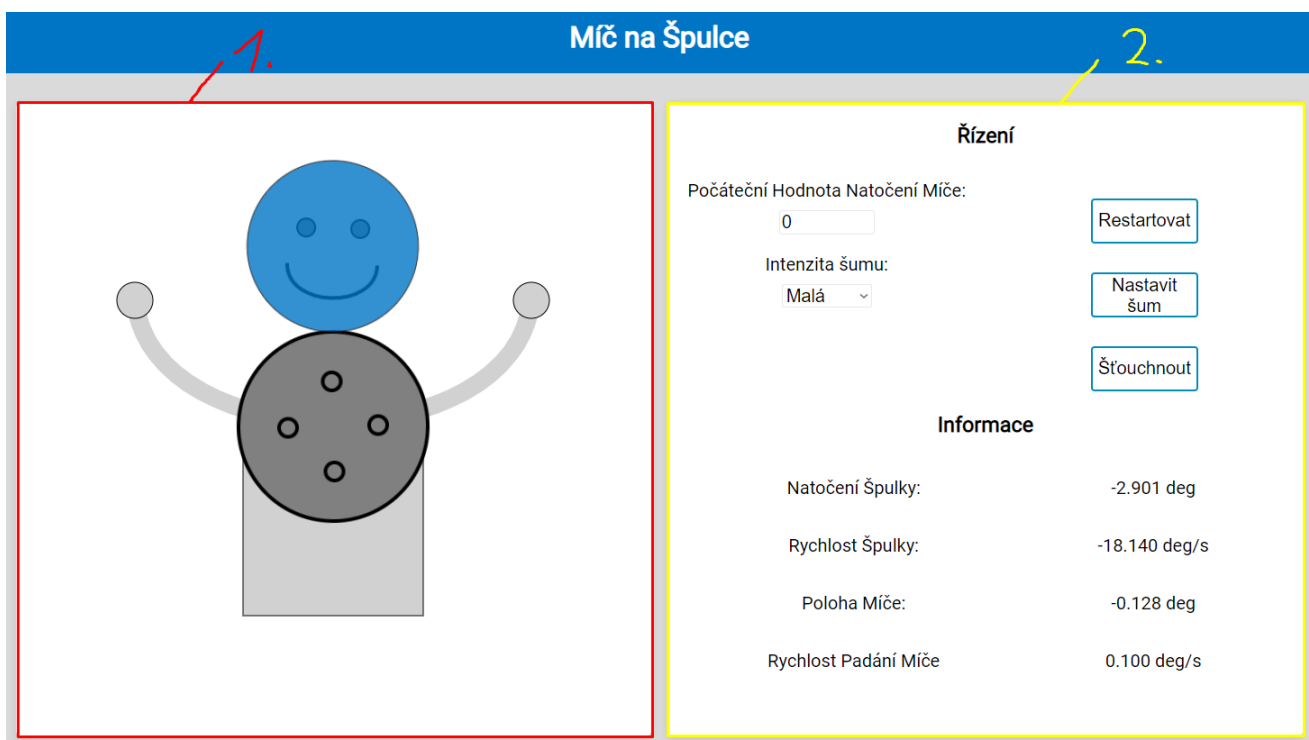 Míč na Špulce
1.
2.
Řízení
Počáteční Hodnota Natočení Míče:
0
Restartovat
Intenzita šumu:
Malá
Nastavit
šum
Šťouchnout
Informace
Natočení Špulky: -2.901 deg
Rychlost Špulky: -18.140 deg/s
Poloha Míče: -0.128 deg
Rychlost Padání Míče 0.100 deg/s